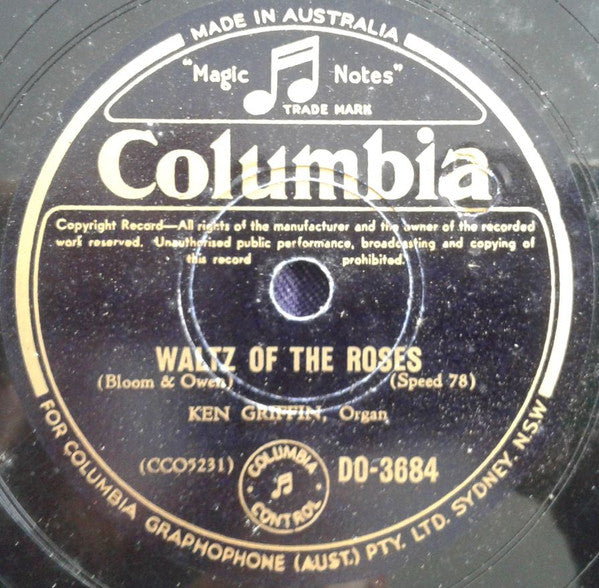 MADE IN AUSTRALIA
"Magic Notes"
TRADE MARK
Columbia
Copyright Record—All rights of the manufacturer and the owner of the recorded
work reserved. Unauthorised public performance, broadcasting and copying of
this record prohibited.
WALTZ OF THE ROSES
(Bloom & Owen) (Speed 78)
KEN GRIFFIN, Organ
(CCO5231) COLUMBIA CONTROL DO-3684
FOR COLUMBIA GRAPHOPHONE (AUST.) PTY. LTD. SYDNEY. N.S.W